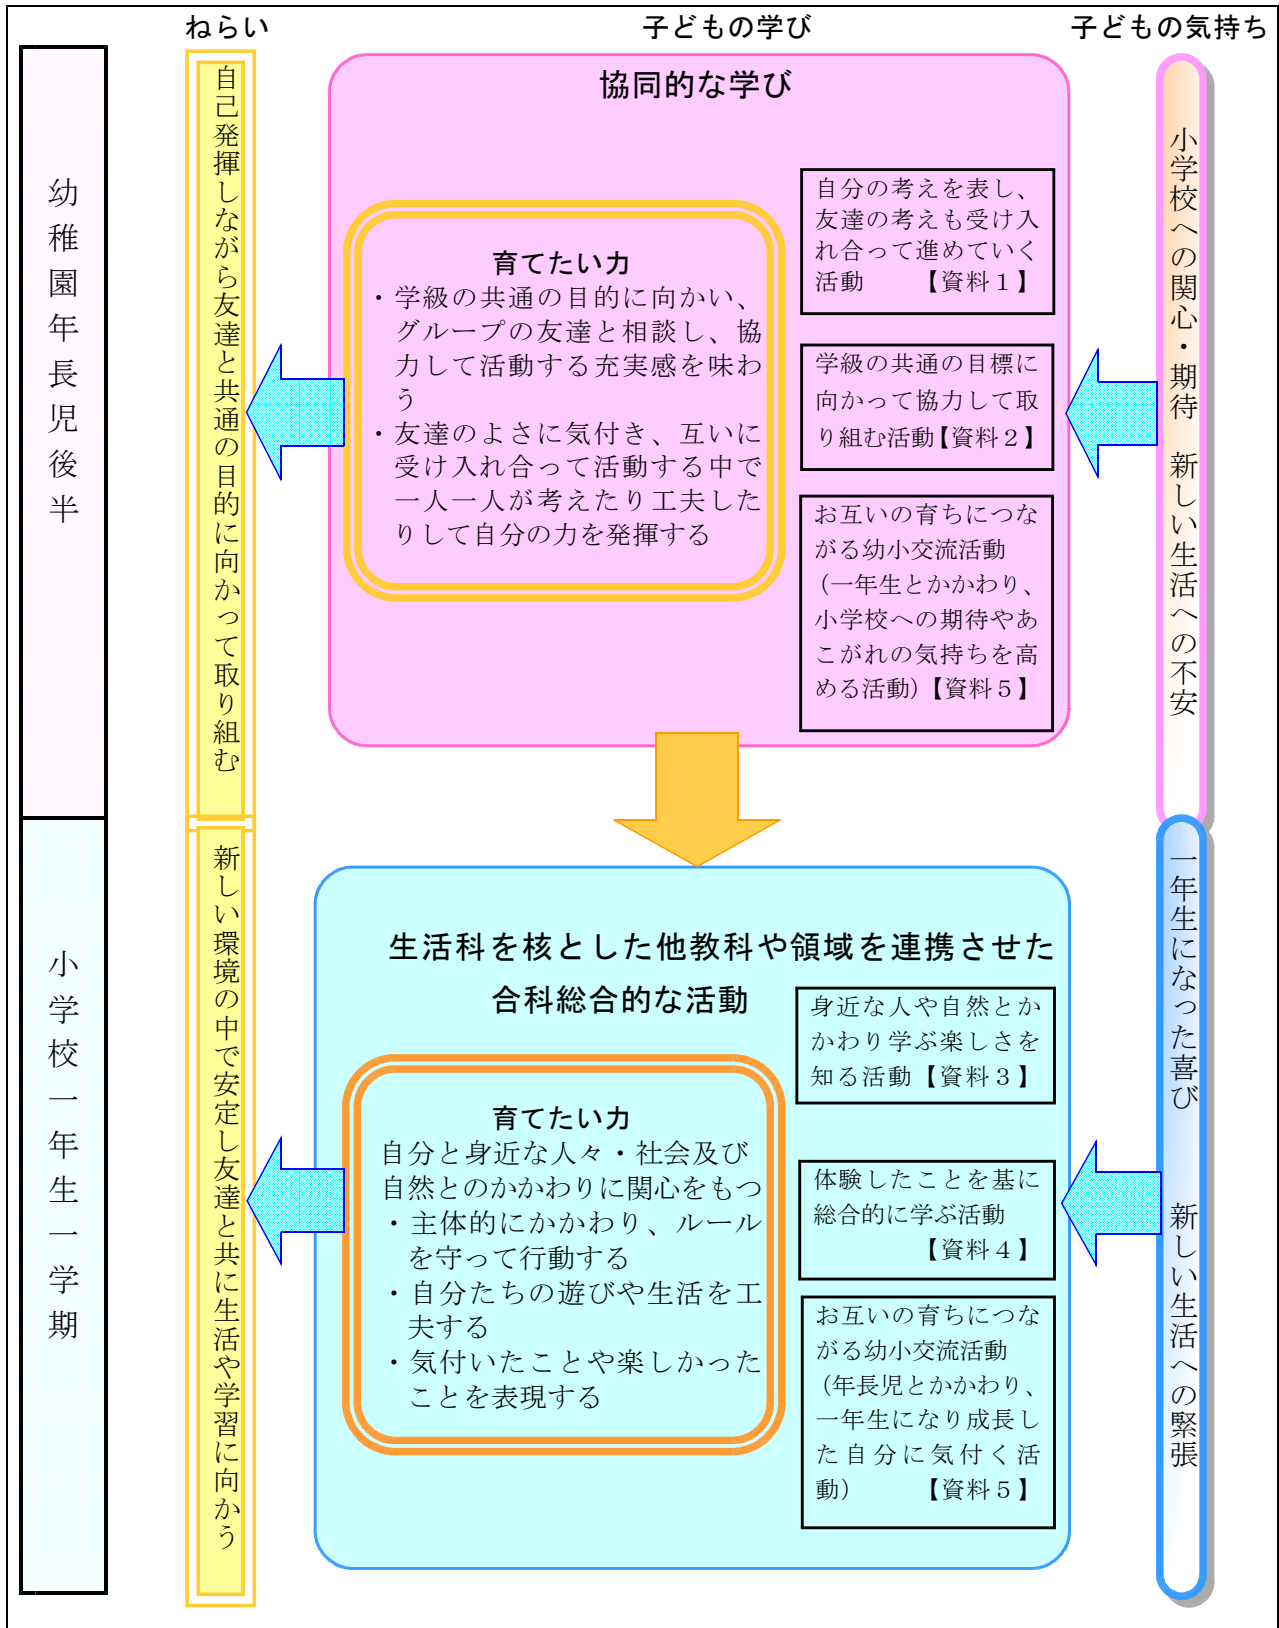 ねらい
子どもの学び
子どもの気持ち
幼稚園年長児後半
自己発揮しながら友達と共通の目的に向かって取り組む
協同的な学び
育てたい力
・学級の共通の目的に向かい、
グループの友達と相談し、協
力して活動する充実感を味わ
う
・友達のよさに気付き、互いに
受け入れ合って活動する中で
一人一人が考えたり工夫した
りして自分の力を発揮する
自分の考えを表し、
友達の考えも受け入
れ合って進めていく
活動　　【資料１】
学級の共通の目標に
向かって協力して取
り組む活動【資料２】
お互いの育ちにつな
がる幼小交流活動
（一年生とかかわり、
小学校への期待やあ
こがれの気持ちを高
める活動）【資料５】
小学校への関心・期待　新しい生活への不安
小学校一年生一学期
新しい環境の中で安定し友達と共に生活や学習に向かう
生活科を核とした他教科や領域を連携させた
合科総合的な活動
育てたい力
自分と身近な人々・社会及び
自然とのかかわりに関心をもつ
・主体的にかかわり、ルール
を守って行動する
・自分たちの遊びや生活を工
夫する
・気付いたことや楽しかった
ことを表現する
身近な人や自然とか
かわり学ぶ楽しさを
知る活動【資料３】
体験したことを基に
総合的に学ぶ活動
【資料４】
お互いの育ちにつな
がる幼小交流活動
（年長児とかかわり、
一年生になり成長し
た自分に気付く活
動）　　【資料５】
一年生になった喜び　　新しい生活への緊張